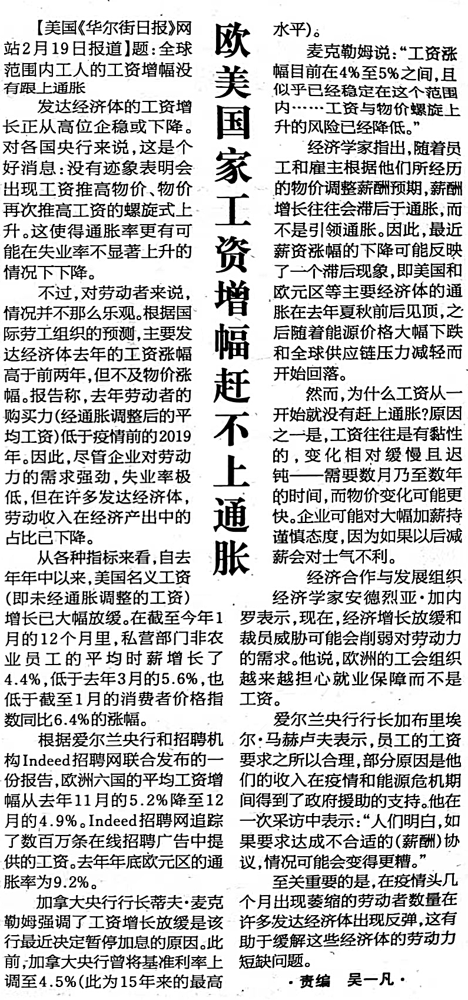 欧美国家工资增幅赶不上通胀
【美国《华尔街日报》网
站2月19日报道】题：全球
范围内工人的工资增幅没
有跟上通胀
发达经济体的工资增
长正从高位企稳或下降。
对各国央行来说，这是个
好消息：没有迹象表明会
出现工资推高物价、物价
再次推高工资的螺旋式上
升。这使得通胀率更有可
能在失业率不显著上升的
情况下下降。
不过，对劳动者来说，
情况并不那么乐观。根据国
际劳工组织的预测，主要发
达经济体去年的工资涨幅
高于前两年，但不及物价涨
幅。报告称，去年劳动者的
购买力（经通胀调整后的平
均工资）低于疫情前的2019
年。因此，尽管企业对劳动
力的需求强劲，失业率极
低，但在许多发达经济体，
劳动收入在经济产出中的
占比已下降。
从各种指标来看，自去
年年中以来，美国名义工资
（即未经通胀调整的工资）
增长已大幅放缓。在截至今年1
月的12个月里，私营部门非农
业员工的平均时薪增长了
4.4%，低于去年3月的5.6%，也
低于截至1月的消费者价格指
数同比6.4%的涨幅。
根据爱尔兰央行和招聘机
构Indeed招聘网联合发布的一
份报告，欧洲六国的平均工资增
幅从去年11月的5.2%降至12
月的4.9%。Indeed招聘网追踪
了数百万条在线招聘广告中提
供的工资。去年年底欧元区的通
胀率为9.2%。
加拿大央行行长蒂夫·麦克
勒姆强调了工资增长放缓是该
行最近决定暂停加息的原因。此
前，加拿大央行曾将基准利率上
调至4.5%（此为15年来的最高
水平）。
麦克勒姆说：“工资涨
幅目前在4%至5%之间，且
似乎已经稳定在这个范围
内……工资与物价螺旋上
升的风险已经降低。”
经济学家指出，随着员
工和雇主根据他们所经历
的物价调整薪酬预期，薪酬
增长往往会滞后于通胀，而
不是引领通胀。因此，最近
薪资涨幅的下降可能反映
了一个滞后现象，即美国和
欧元区等主要经济体的通
胀在去年夏秋前后见顶，之
后随着能源价格大幅下跌
和全球供应链压力减轻而
开始回落。
然而，为什么工资从一
开始就没有赶上通胀？原因
之一是，工资往往是有黏性
的，变化相对缓慢且迟
钝——需要数月乃至数年
的时间，而物价变化可能更
快。企业可能对大幅加薪持
谨慎态度，因为如果以后减
薪会对士气不利。
经济合作与发展组织
经济学家安德烈亚·加内
罗表示，现在，经济增长放缓和
裁员威胁可能会削弱对劳动力
的需求。他说，欧洲的工会组织
越来越担心就业保障而不是
工资。
爱尔兰央行行长加布里埃
尔·马赫卢夫表示，员工的工资
要求之所以合理，部分原因是他
们的收入在疫情和能源危机期
间得到了政府援助的支持。他在
一次采访中表示：“人们明白，如
果要求达成不合适的（薪酬）协
议，情况可能会变得更糟。”
至关重要的是，在疫情头几
个月出现萎缩的劳动者数量在
许多发达经济体出现反弹，这有
助于缓解这些经济体的劳动力
短缺问题。
·责编 吴一凡·